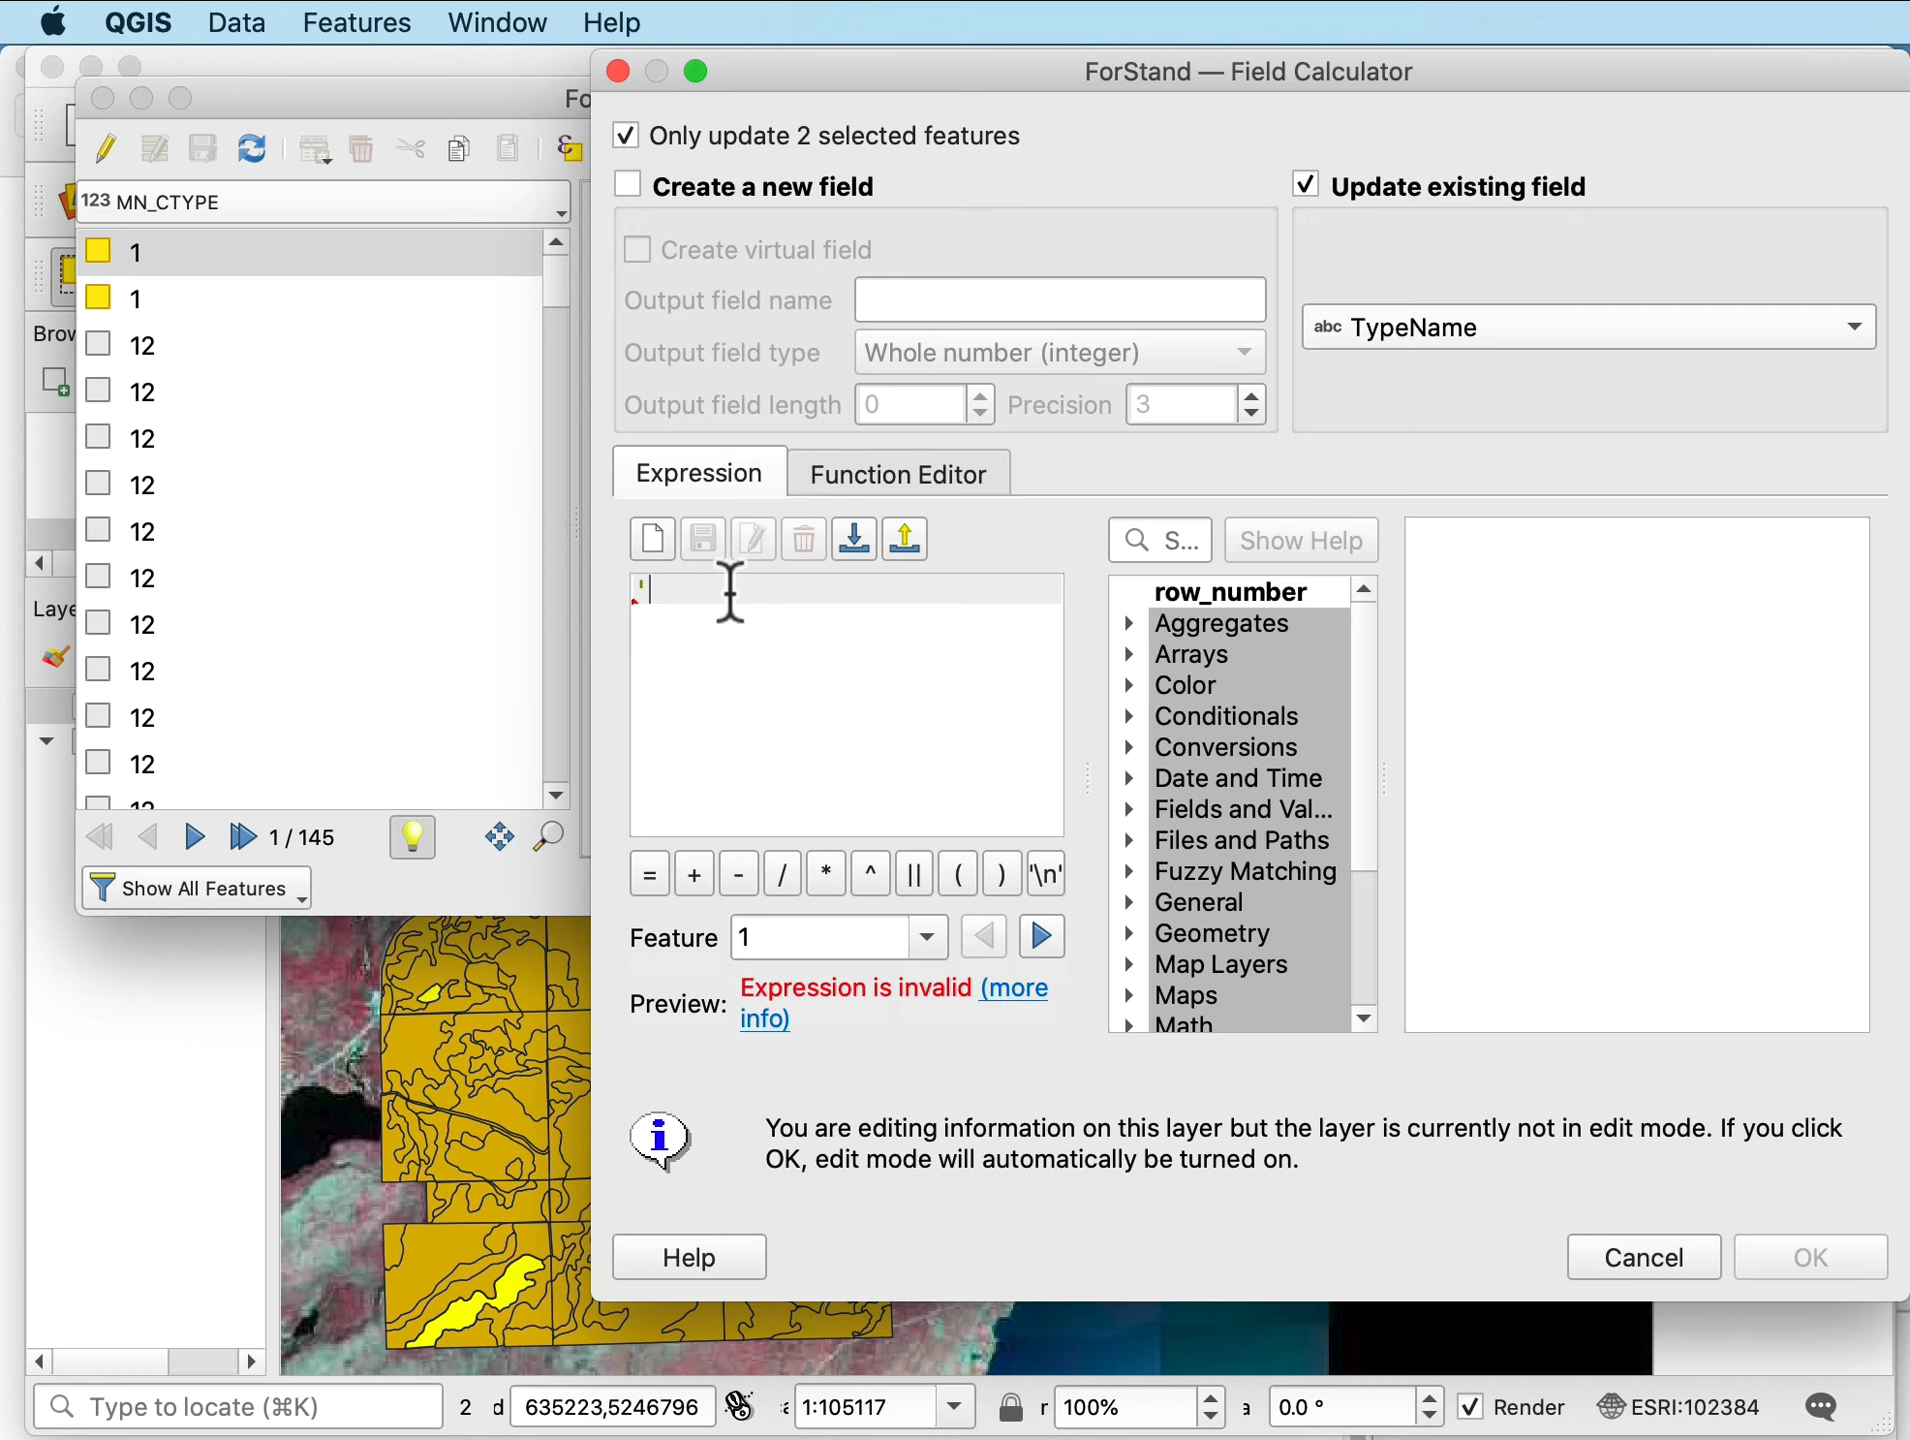 QGIS Data Features Window Help
Fo
ForStand — Field Calculator
Only update 2 selected features
Create a new field
Update existing field
ε
123 MN_CTYPE
Create virtual field
1
Output field name
1
abc TypeName
Brow
12
Output field type
Whole number (integer)
12
Output field length
0
Precision
3
12
Expression
Function Editor
12
12
S...
Show Help
12
'
row_number
Laye
12
Aggregates
12
Arrays
Color
12
Conditionals
12
Conversions
Date and Time
12
Fields and Val...
1 / 145
Files and Paths
= + - / * ^ || ( ) '\n'
Fuzzy Matching
Show All Features
General
Feature
1
Geometry
Map Layers
Preview:
Expression is invalid (more
info)
Maps
Math
i
You are editing information on this layer but the layer is currently not in edit mode. If you click
OK, edit mode will automatically be turned on.
Help
Cancel
OK
Type to locate (⌘K)
2
d
635223,5246796
1:105117
r
100%
a
0.0 °
Render
ESRI:102384